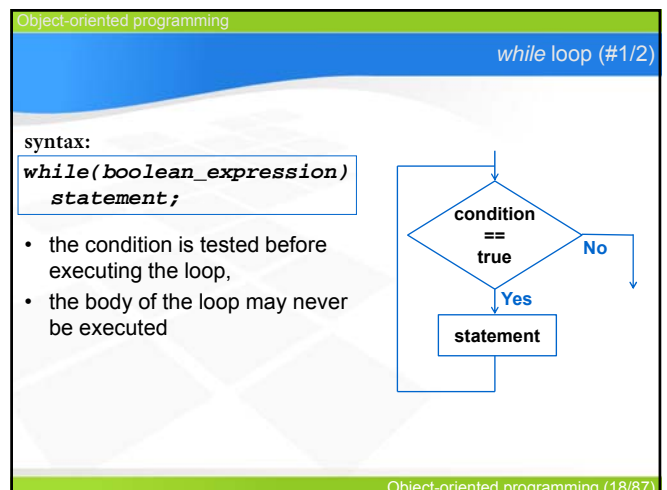 Object-oriented programming
while loop (#1/2)
syntax:
while(boolean_expression)
statement;
• the condition is tested before
executing the loop,
• the body of the loop may never
be executed
condition
==
true
No
Yes
statement
Object-oriented programming (18/87)